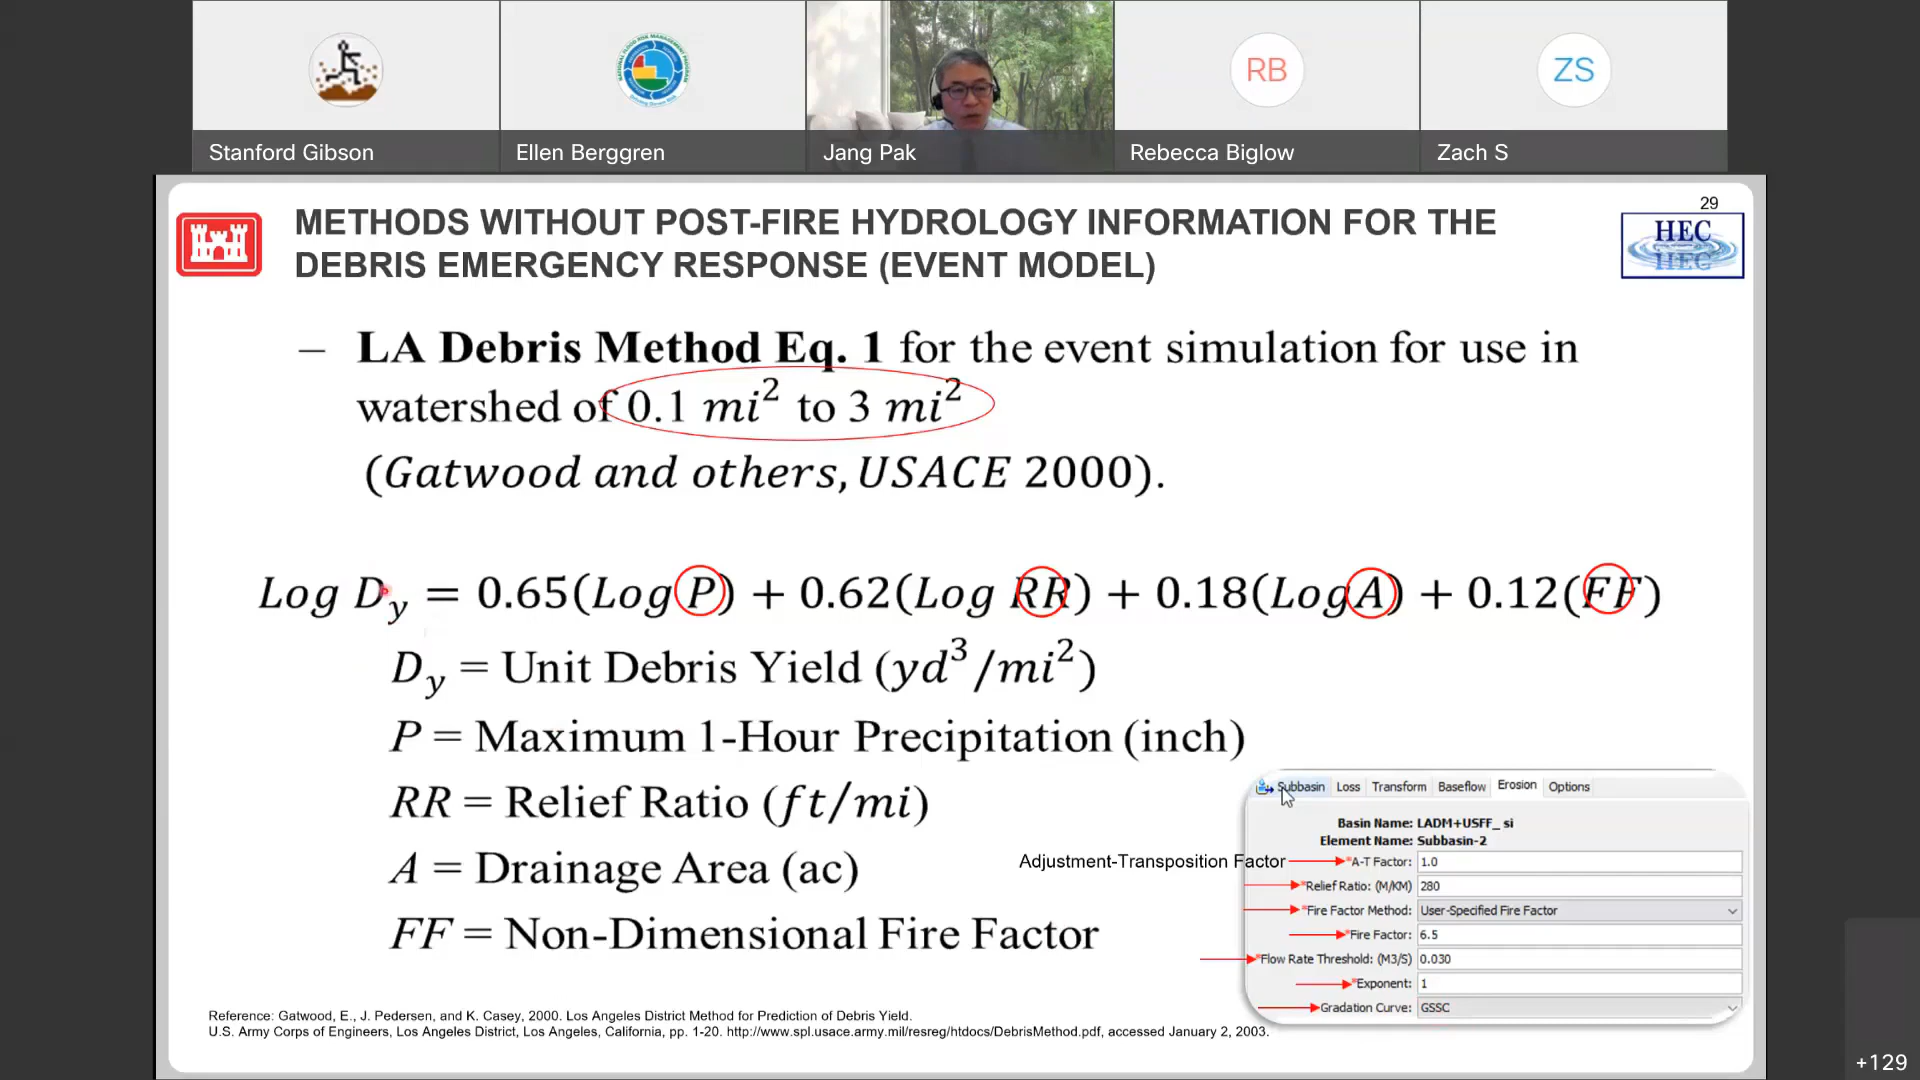 RB
ZS
Stanford Gibson
Ellen Berggren
Jang Pak
Rebecca Biglow
Zach S
29
METHODS WITHOUT POST-FIRE HYDROLOGY INFORMATION FOR THE
DEBRIS EMERGENCY RESPONSE (EVENT MODEL)
HEC
– LA Debris Method Eq. 1 for the event simulation for use in
watershed of 0.1 mi² to 3 mi²
(Gatwood and others, USACE 2000).
Log Dy = 0.65(Log P) + 0.62(Log RR) + 0.18(Log A) + 0.12(FF)
Dy = Unit Debris Yield (yd³/mi²)
P = Maximum 1-Hour Precipitation (inch)
RR = Relief Ratio (ft/mi)
A = Drainage Area (ac)
FF = Non-Dimensional Fire Factor
Subbasin Loss Transform Baseflow Erosion Options
Basin Name: LADM+USFF_ si
Element Name: Subbasin-2
Adjustment-Transposition Factor
*A-T Factor: 1.0
*Relief Ratio: (M/KM) 280
*Fire Factor Method: User-Specified Fire Factor
*Fire Factor: 6.5
*Flow Rate Threshold: (M3/S) 0.030
*Exponent: 1
Gradation Curve: GSSC
Reference: Gatwood, E., J. Pedersen, and K. Casey, 2000. Los Angeles District Method for Prediction of Debris Yield.
U.S. Army Corps of Engineers, Los Angeles District, Los Angeles, California, pp. 1-20. http://www.spl.usace.army.mil/resreg/htdocs/DebrisMethod.pdf, accessed January 2, 2003.
+129